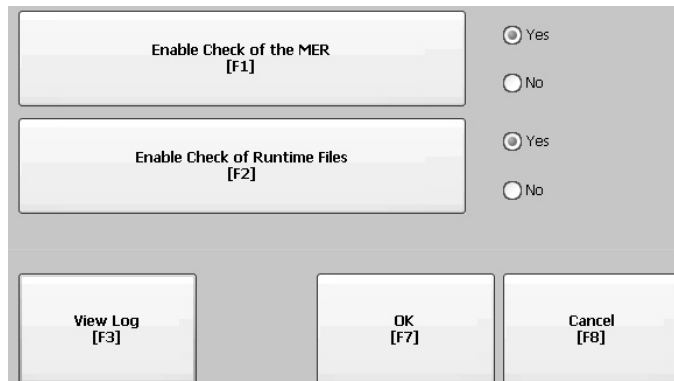 Enable Check of the MER
[F1]
Yes
No
Enable Check of Runtime Files
[F2]
Yes
No
View Log
[F3]
OK
[F7]
Cancel
[F8]